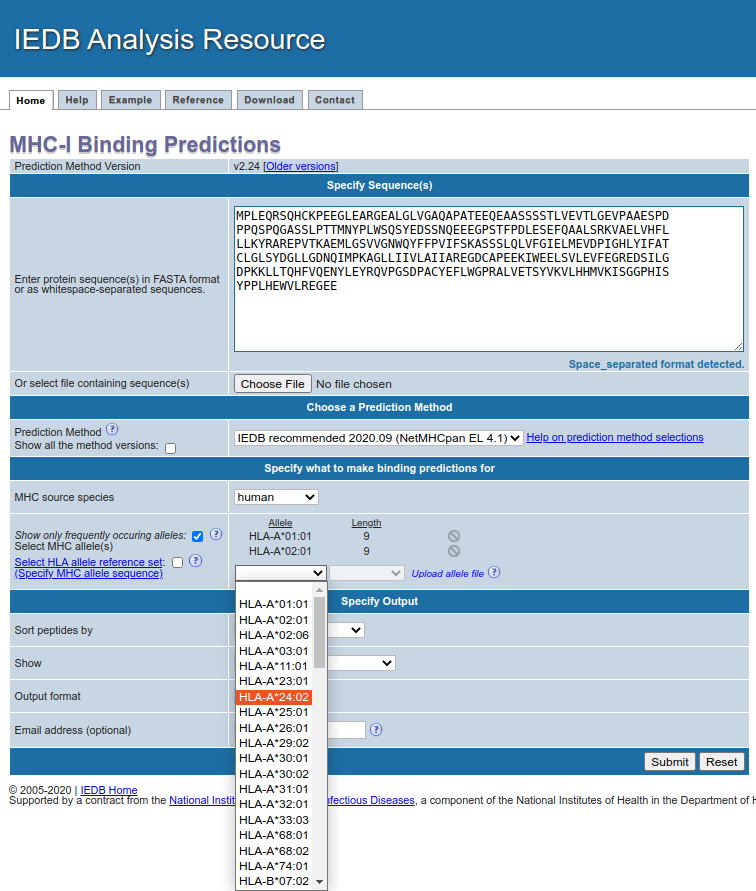 IEDB Analysis Resource
Home Help Example Reference Download Contact
MHC-I Binding Predictions
Prediction Method Version v2.24 [Older versions]
Specify Sequence(s)
Enter protein sequence(s) in FASTA format
or as whitespace-separated sequences.
MPLEQRSQHCKPEEGLEARGEALGLVGAQAPATEEQEAASSSSTLVEVTLGEVPAAESPD
PPQSPQGASSLPTTMNYPLWSQSYEDSSNQEEEGPSTFPDLESEFQAALSRKVAELVHFL
LLKYRAREPVTKAEMLGSVVGNWQYFFPVIFSKASSSLQLVFGIELMEVDPIGHLYIFAT
CLGLSYDGLLGDNQIMPKAGLLIIVLAIIAREGDCAPEEKIWEELSVLEVFEGREDSILG
DPKKLLTQHFVQENYLEYRQVPGSDPACYEFLWGPRALVETSYVKVLHHMVKISGGPHIS
YPPLHEWVLREGEE
Space_separated format detected.
Or select file containing sequence(s) Choose File No file chosen
Choose a Prediction Method
Prediction Method ?
Show all the method versions:
IEDB recommended 2020.09 (NetMHCpan EL 4.1) Help on prediction method selections
Specify what to make binding predictions for
MHC source species human
Show only frequently occuring alleles: ?
Select MHC allele(s)
Select HLA allele reference set: ?
(Specify MHC allele sequence)
Allele Length
HLA-A*01:01 9
HLA-A*02:01 9
Upload allele file ?
HLA-A*01:01
HLA-A*02:01
HLA-A*02:06
HLA-A*03:01
HLA-A*11:01
HLA-A*23:01
HLA-A*24:02
HLA-A*25:01
HLA-A*26:01
HLA-A*29:02
HLA-A*30:01
HLA-A*30:02
HLA-A*31:01
HLA-A*32:01
HLA-A*33:03
HLA-A*68:01
HLA-A*68:02
HLA-A*74:01
HLA-B*07:02
Specify Output
Sort peptides by
Show
Output format
Email address (optional) ?
Submit Reset
© 2005-2020 | IEDB Home
Supported by a contract from the National Instit fectious Diseases, a component of the National Institutes of Health in the Department of H